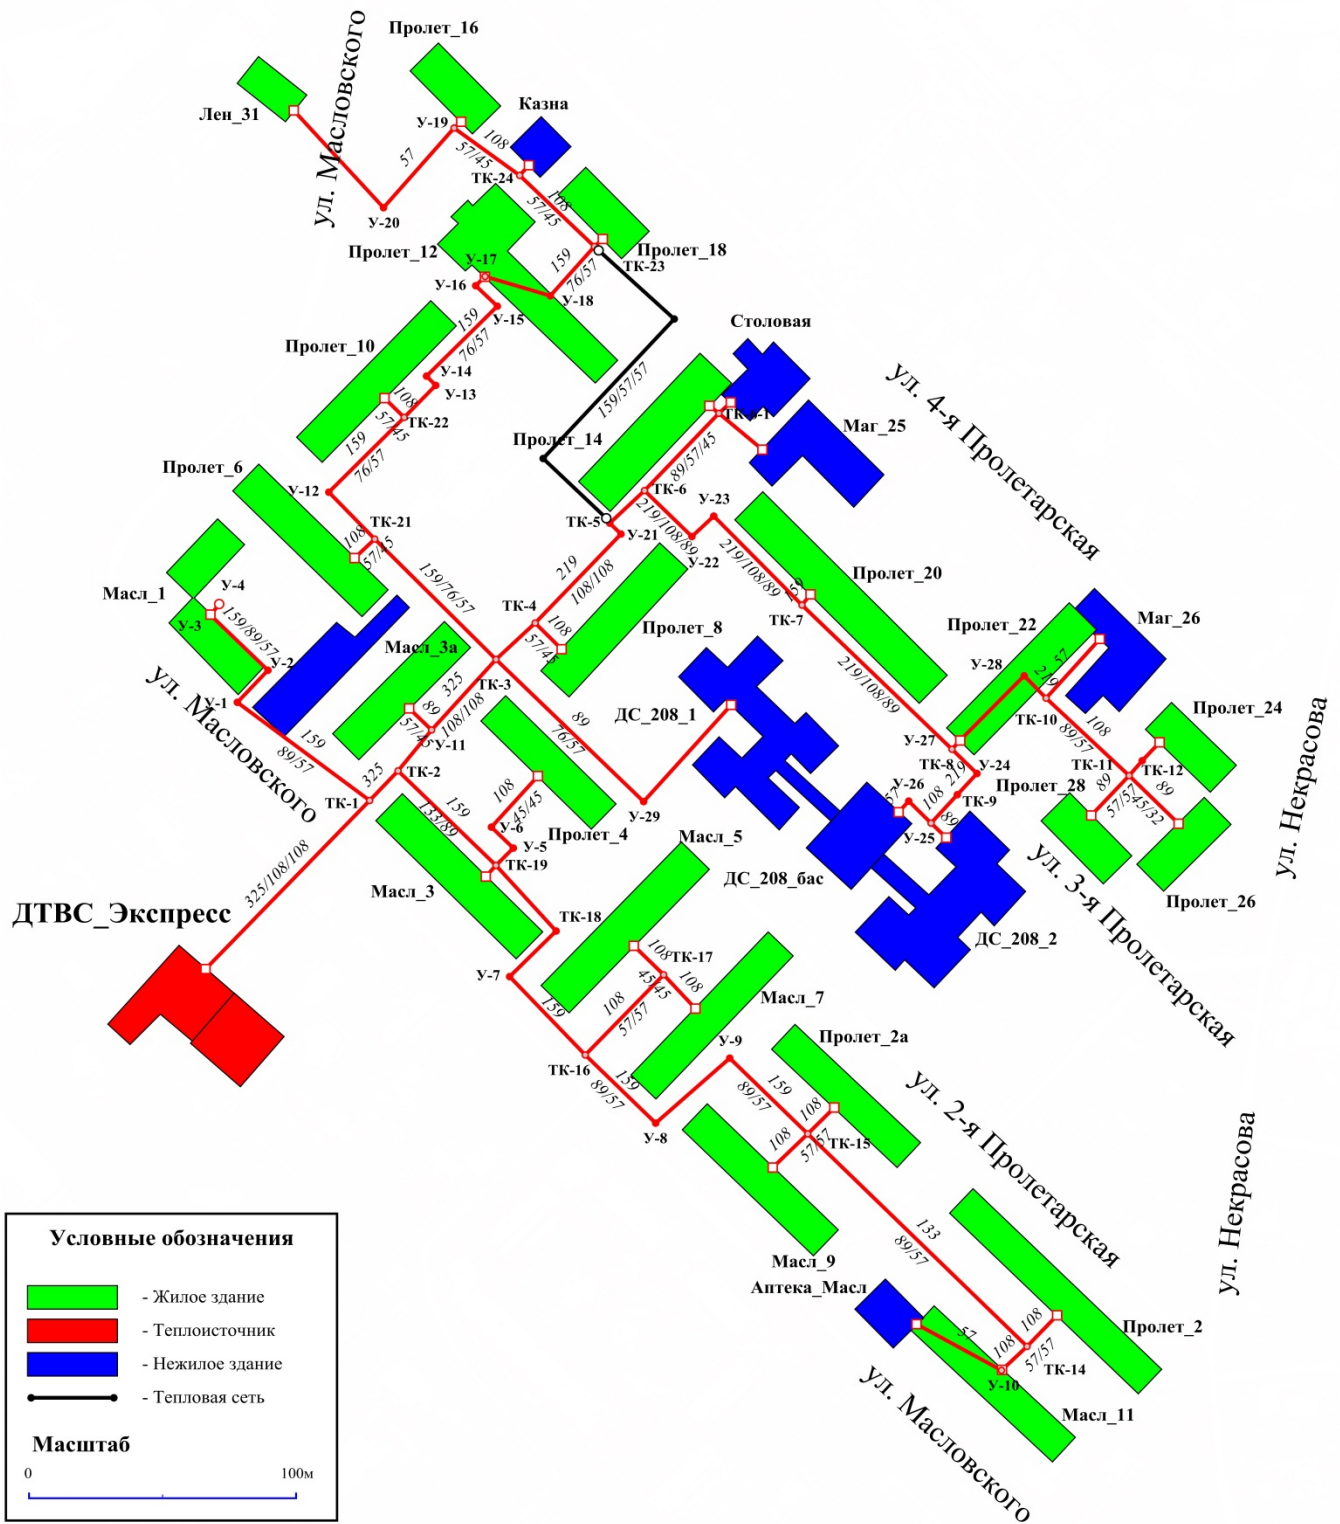 Пролет_16
ул. Масловского
Казна
Лен_31
У-19
108
57/45
57
ТК-24
108
57/45
У-20
Пролет_12
Пролет_18
У-17
159
76/57
ТК-23
У-16
У-18
У-15
159
76/57
Столовая
Пролет_10
159/57/57
ул. 4-я Пролетарская
У-14
У-13
108
57/45
ТК-22
ТК-6-1
Маг_25
Пролет_14
159
76/57
89/57/45
Пролет_6
У-12
ТК-6
У-23
ТК-21
ТК-5
У-21
219/108/89
У-22
108
57/45
219
108/108
219/108/89
Пролет_20
159/76/57
159
Масл_1
У-4
ТК-4
ТК-7
У-3
159/89/57
108
57/45
Пролет_8
Пролет_22
Маг_26
Масл_3а
У-2
ТК-3
У-28
57
219
219/108/89
У-1
ул. Масловского
325
108/108
89
57/45
89
76/57
ДС_208_1
ТК-10
Пролет_24
ул. Некрасова
159
89/57
У-11
У-27
ТК-8
108
89/57
ТК-2
325
219
У-24
ТК-11
ТК-12
ТК-1
У-29
У-26
57
Пролет_28
ТК-9
108
89
У-25
89
57/57
89
45/32
108
45/45
159
133/89
У-6
Пролет_4
Масл_5
У-5
ТК-19
ул. 3-я Пролетарская
325/108/108
Масл_3
ДС_208_бас
Пролет_26
ДТВС_Экспресс
ТК-18
ДС_208_2
108
ТК-17
45/45
108
У-7
159
108
57/57
Масл_7
У-9
Пролет_2а
ТК-16
159
89/57
159
89/57
ул. 2-я Пролетарская
У-8
108
108
57/57
ТК-15
ул. Некрасова
133
89/57
Условные обозначения
Масл_9
Аптека_Масл
- Жилое здание
- Теплоисточник
- Нежилое здание
- Тепловая сеть
57
108
108
57/57
Пролет_2
ТК-14
У-10
ул. Масловского
Масл_11
Масштаб
0
100м